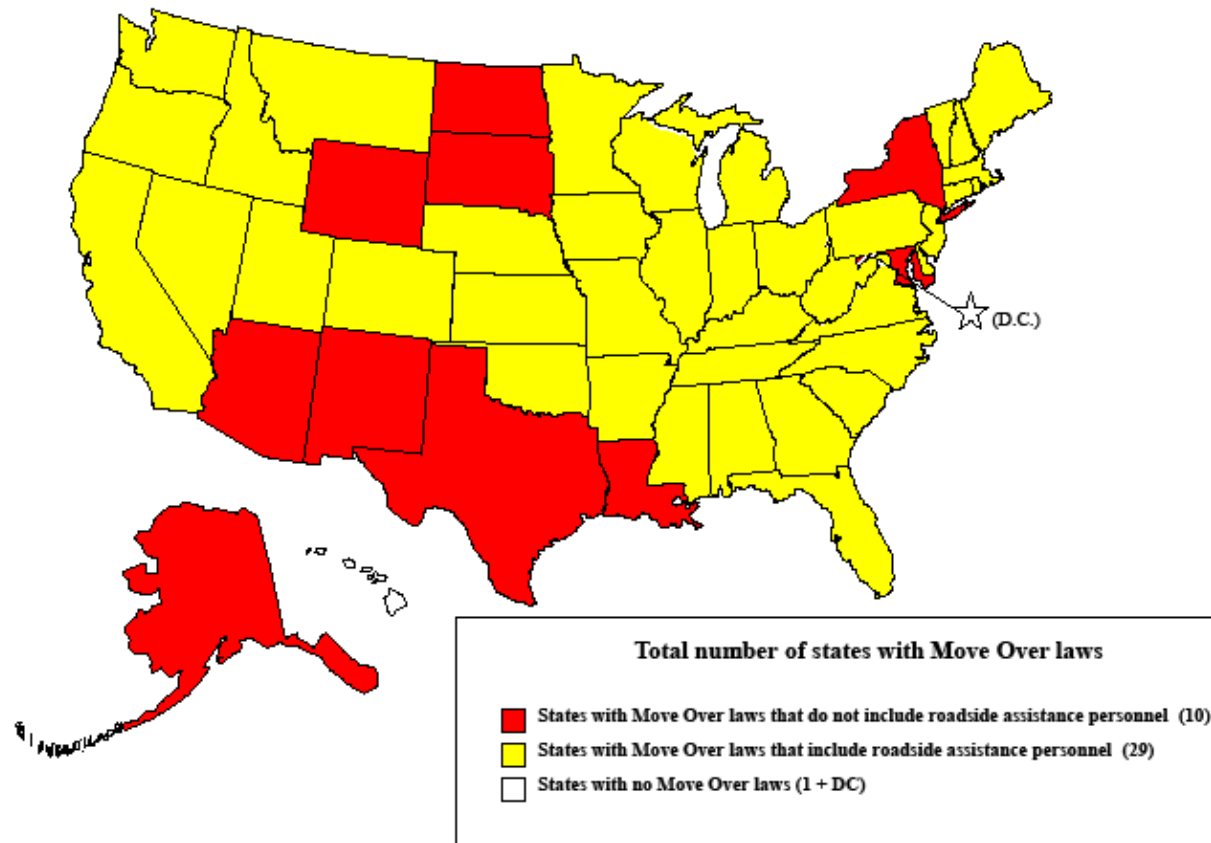 (D.C.)
Total number of states with Move Over laws
States with Move Over laws that do not include roadside assistance personnel (10)
States with Move Over laws that include roadside assistance personnel (29)
States with no Move Over laws (1 + DC)